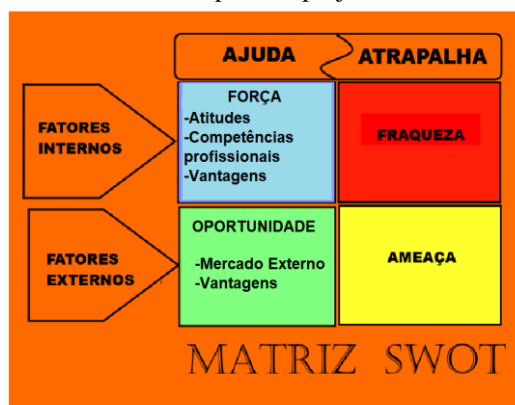 AJUDA
ATRAPALHA
FATORES
INTERNOS
FORÇA
-Atitudes
-Competências
profissionais
-Vantagens
FRAQUEZA
FATORES
EXTERNOS
OPORTUNIDADE
-Mercado Externo
-Vantagens
AMEAÇA
MATRIZ SWOT